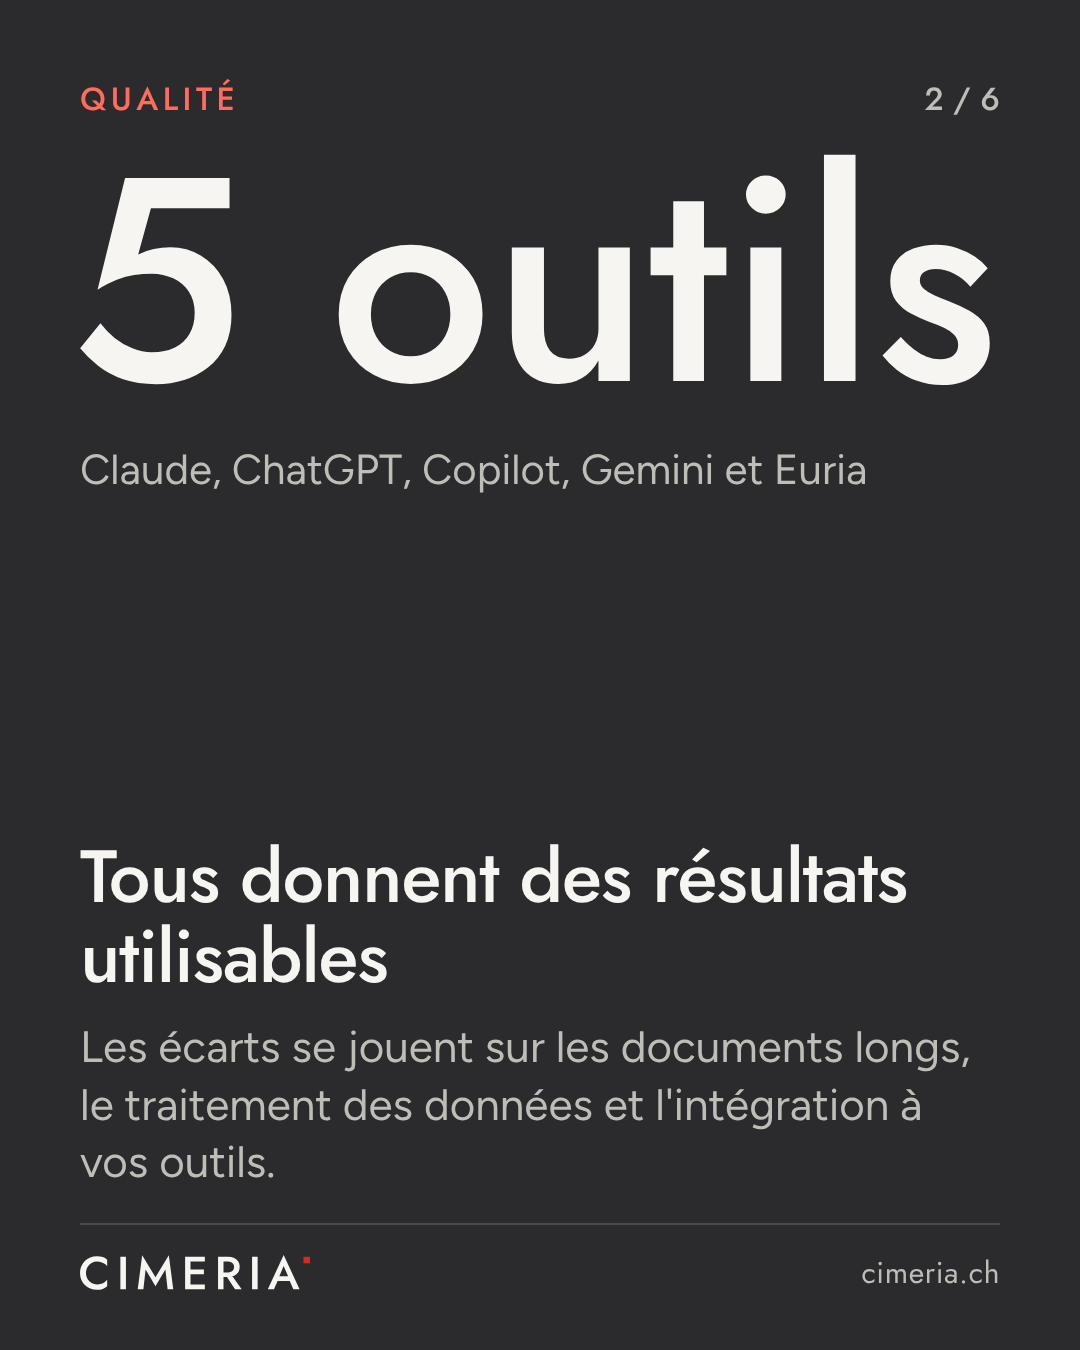 QUALITÉ
2 / 6
5 outils
Claude, ChatGPT, Copilot, Gemini et Euria
Tous donnent des résultats
utilisables
Les écarts se jouent sur les documents longs,
le traitement des données et l'intégration à
vos outils.
CIMERIA
cimeria.ch